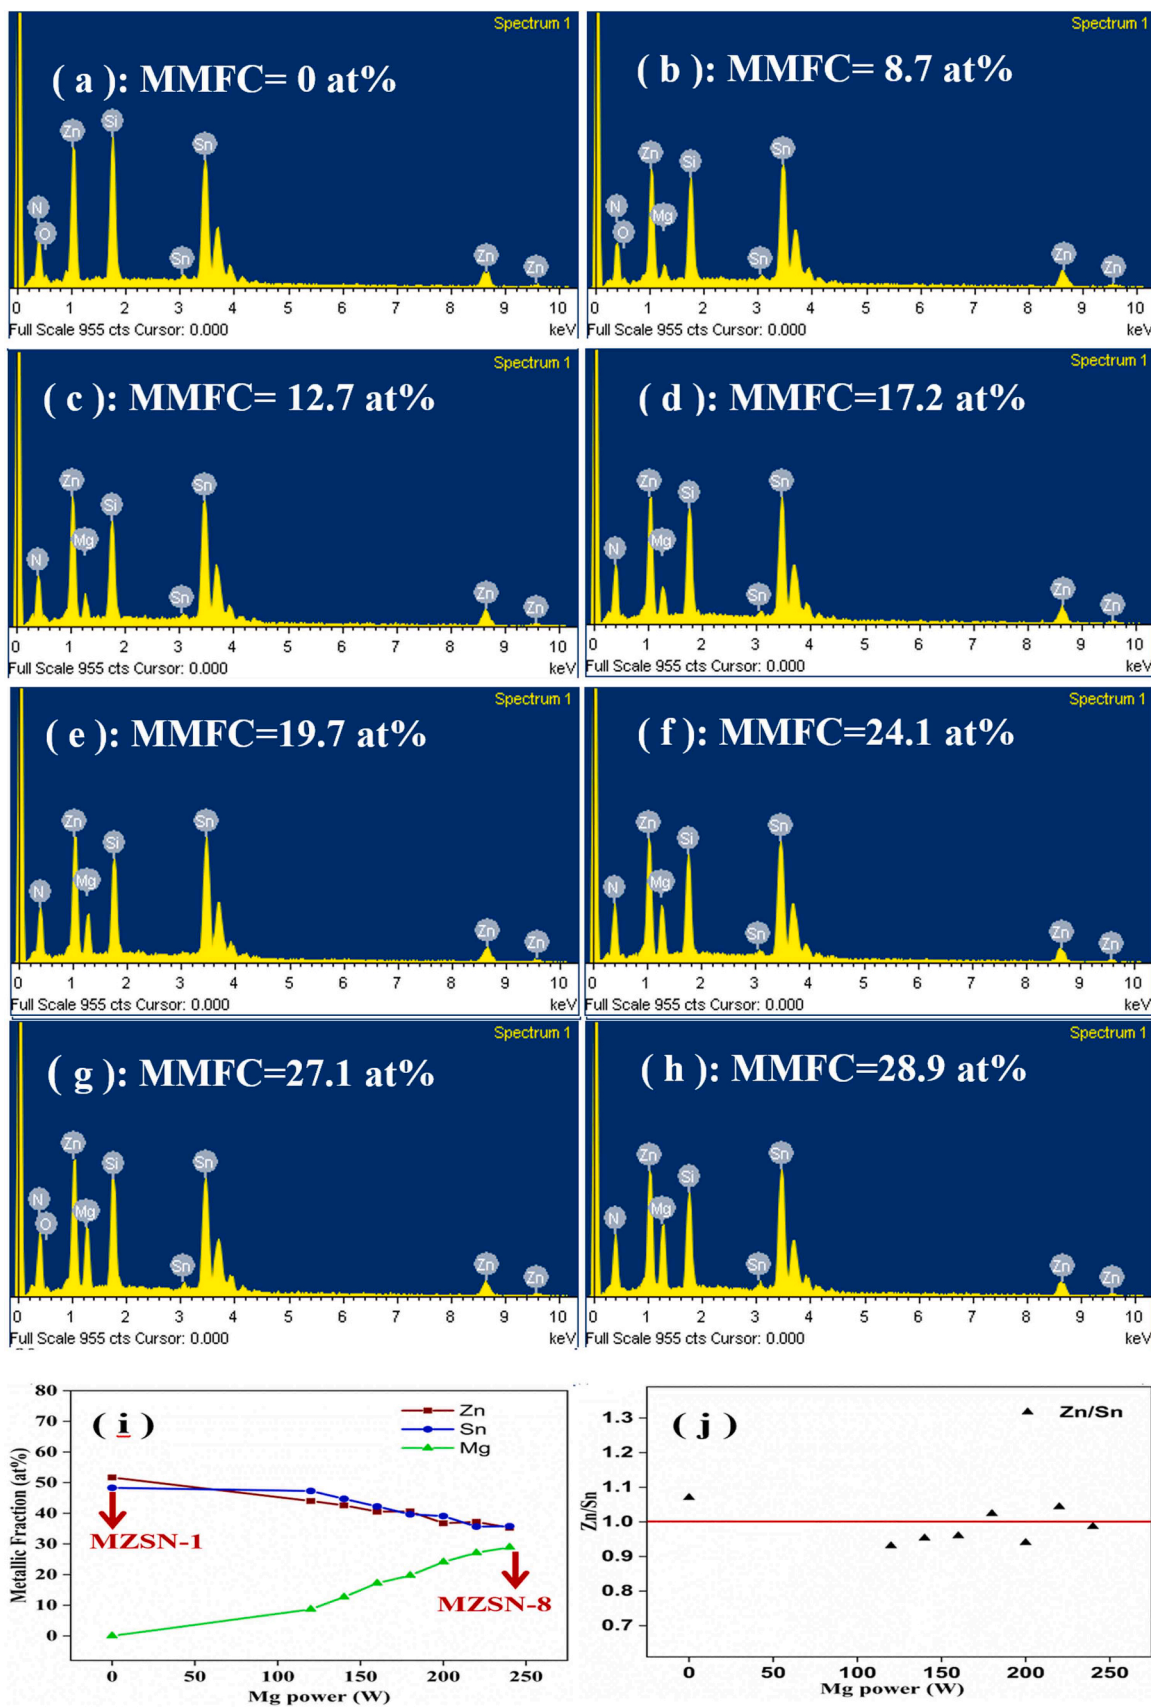 Spectrum 1
( a ): MMFC= 0 at%
Zn
Si
Sn
N
O
Sn
Zn
Zn
0 1 2 3 4 5 6 7 8 9 10
Full Scale 955 cts Cursor: 0.000
keV
Spectrum 1
( b ): MMFC= 8.7 at%
Zn
Si
Sn
N
Mg
O
Sn
Zn
Zn
0 1 2 3 4 5 6 7 8 9 10
Full Scale 955 cts Cursor: 0.000
keV
Spectrum 1
( c ): MMFC= 12.7 at%
Zn
Si
Sn
Mg
N
Sn
Zn
Zn
0 1 2 3 4 5 6 7 8 9 10
Full Scale 955 cts Cursor: 0.000
keV
Spectrum 1
( d ): MMFC=17.2 at%
Zn
Si
Sn
Mg
N
Sn
Zn
Zn
0 1 2 3 4 5 6 7 8 9 10
Full Scale 955 cts Cursor: 0.000
keV
Spectrum 1
( e ): MMFC=19.7 at%
Zn
Si
Sn
Mg
N
Zn
Zn
0 1 2 3 4 5 6 7 8 9 10
Full Scale 955 cts Cursor: 0.000
keV
Spectrum 1
( f ): MMFC=24.1 at%
Zn
Si
Sn
Mg
N
Sn
Zn
Zn
0 1 2 3 4 5 6 7 8 9 10
Full Scale 955 cts Cursor: 0.000
keV
Spectrum 1
( g ): MMFC=27.1 at%
Zn
Si
Sn
N
Mg
O
Sn
Zn
Zn
0 1 2 3 4 5 6 7 8 9 10
Full Scale 955 cts Cursor: 0.000
keV
Spectrum 1
( h ): MMFC=28.9 at%
Zn
Si
Sn
Mg
N
Sn
Zn
Zn
0 1 2 3 4 5 6 7 8 9 10
Full Scale 955 cts Cursor: 0.000
keV
( i )
Zn
Sn
Mg
80
70
60
50
40
30
20
10
0
Metallic Fraction (at%)
MZSN-1
MZSN-8
0 50 100 150 200 250
Mg power (W)
( j )
Zn/Sn
1.3
1.2
1.1
1.0
0.9
0.8
0.7
Zn/Sn
0 50 100 150 200 250
Mg power (W)